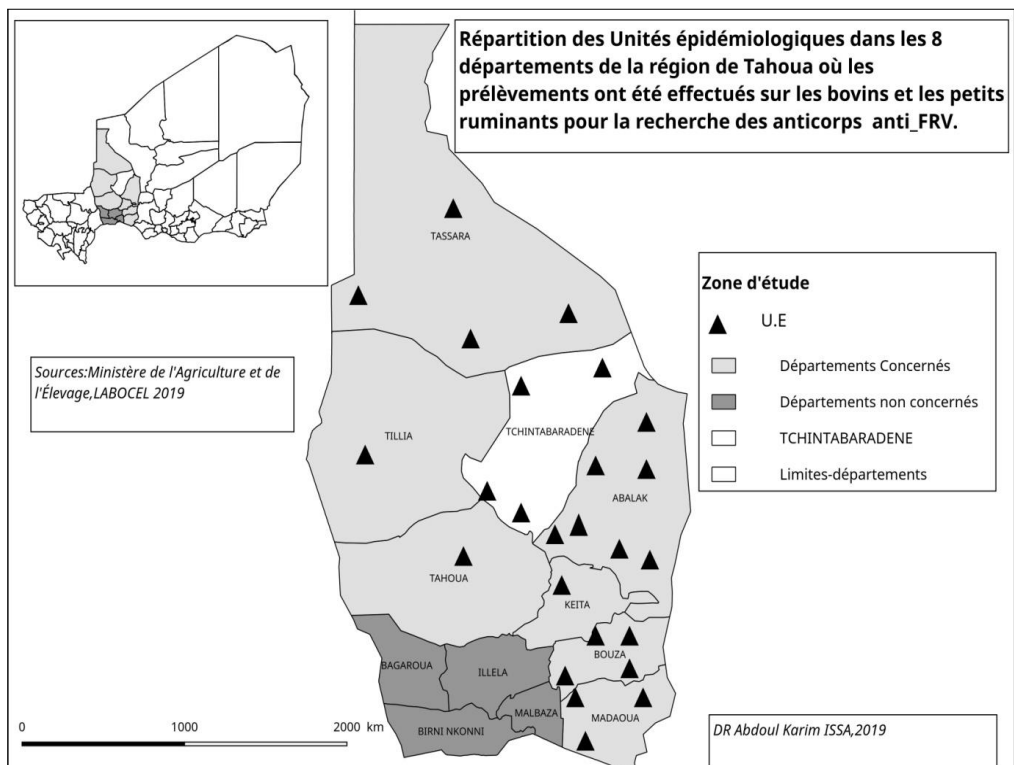 Répartition des Unités épidémiologiques dans les 8
départements de la région de Tahoua où les
prélèvements ont été effectués sur les bovins et les petits
ruminants pour la recherche des anticorps anti_FRV.
TASSARA
Zone d'étude
U.E
Départements Concernés
Départements non concernés
TCHINTABARADENE
Limites-départements
Sources:Ministère de l'Agriculture et de
l'Élevage,LABOCEL 2019
TILLIA
TCHINTABARADENE
ABALAK
TAHOUA
KEITA
BOUZA
BAGAROUA
ILLELA
MALBAZA
MADAOUA
BIRNI NKONNI
0 1000 2000 km
DR Abdoul Karim ISSA,2019